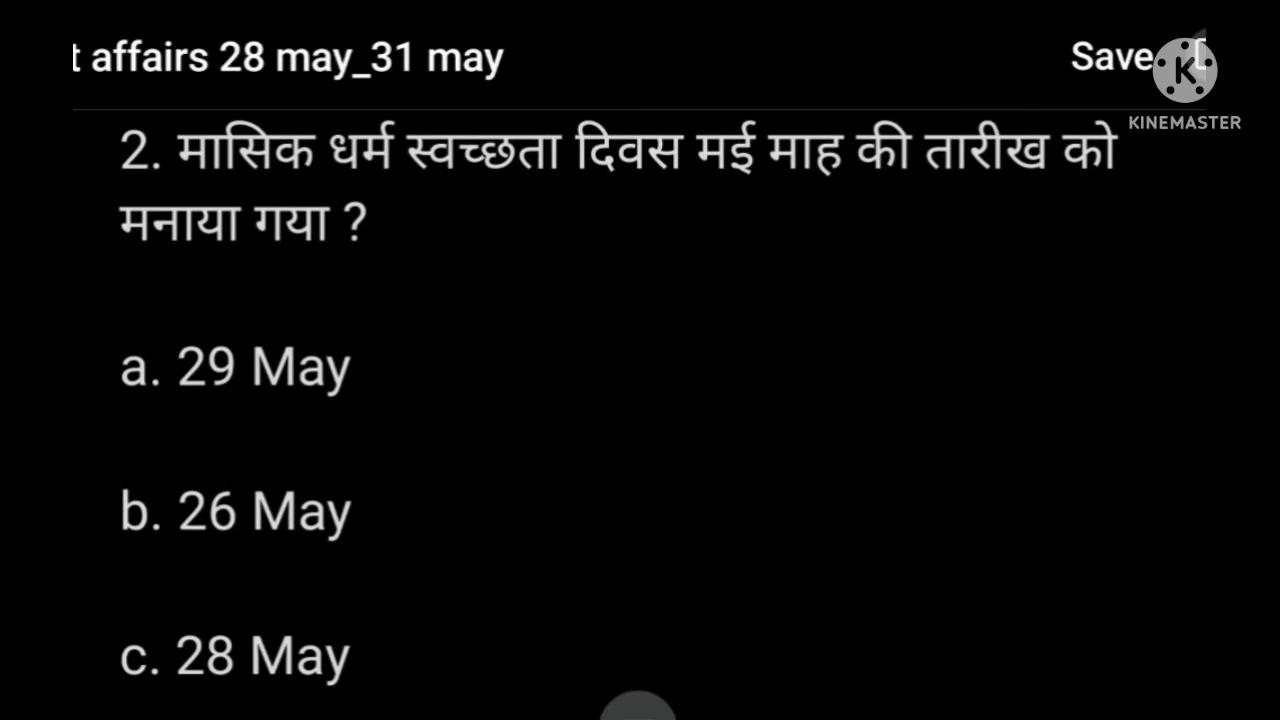 t affairs 28 may_31 may
Save
KINEMASTER
2. मासिक धर्म स्वच्छता दिवस मई माह की तारीख को
मनाया गया ?
a. 29 May
b. 26 May
c. 28 May